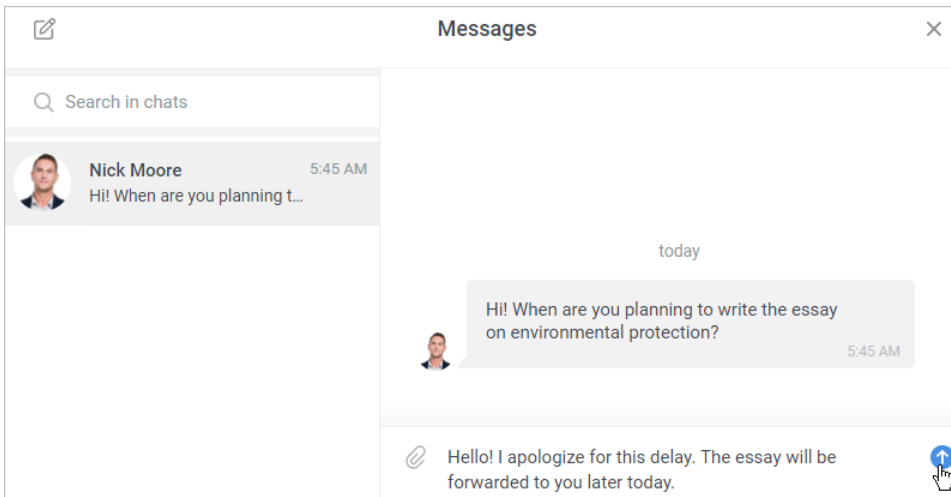 Messages
Search in chats
Nick Moore 5:45 AM
Hi! When are you planning t...
today
Hi! When are you planning to write the essay
on environmental protection?
5:45 AM
Hello! I apologize for this delay. The essay will be
forwarded to you later today.